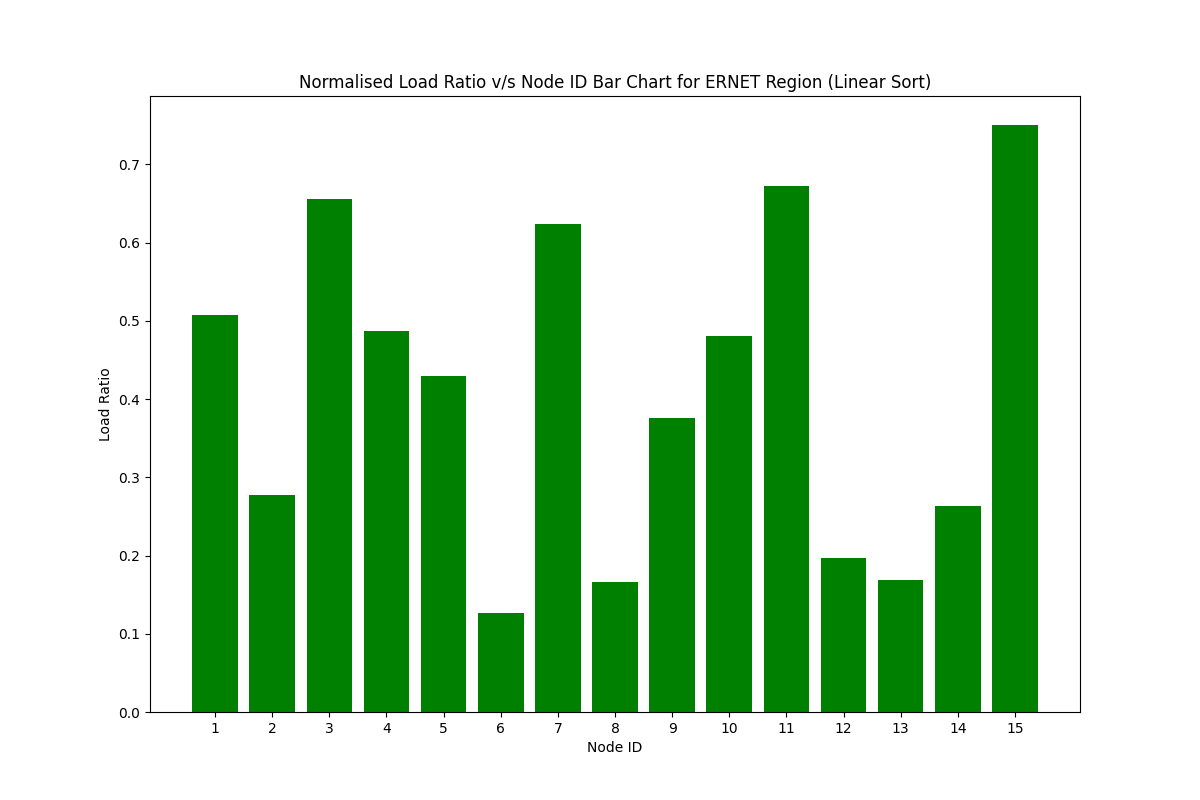 Normalised Load Ratio v/s Node ID Bar Chart for ERNET Region (Linear Sort)
Load Ratio
0.7
0.6
0.5
0.4
0.3
0.2
0.1
0.0
1 2 3 4 5 6 7 8 9 10 11 12 13 14 15
Node ID